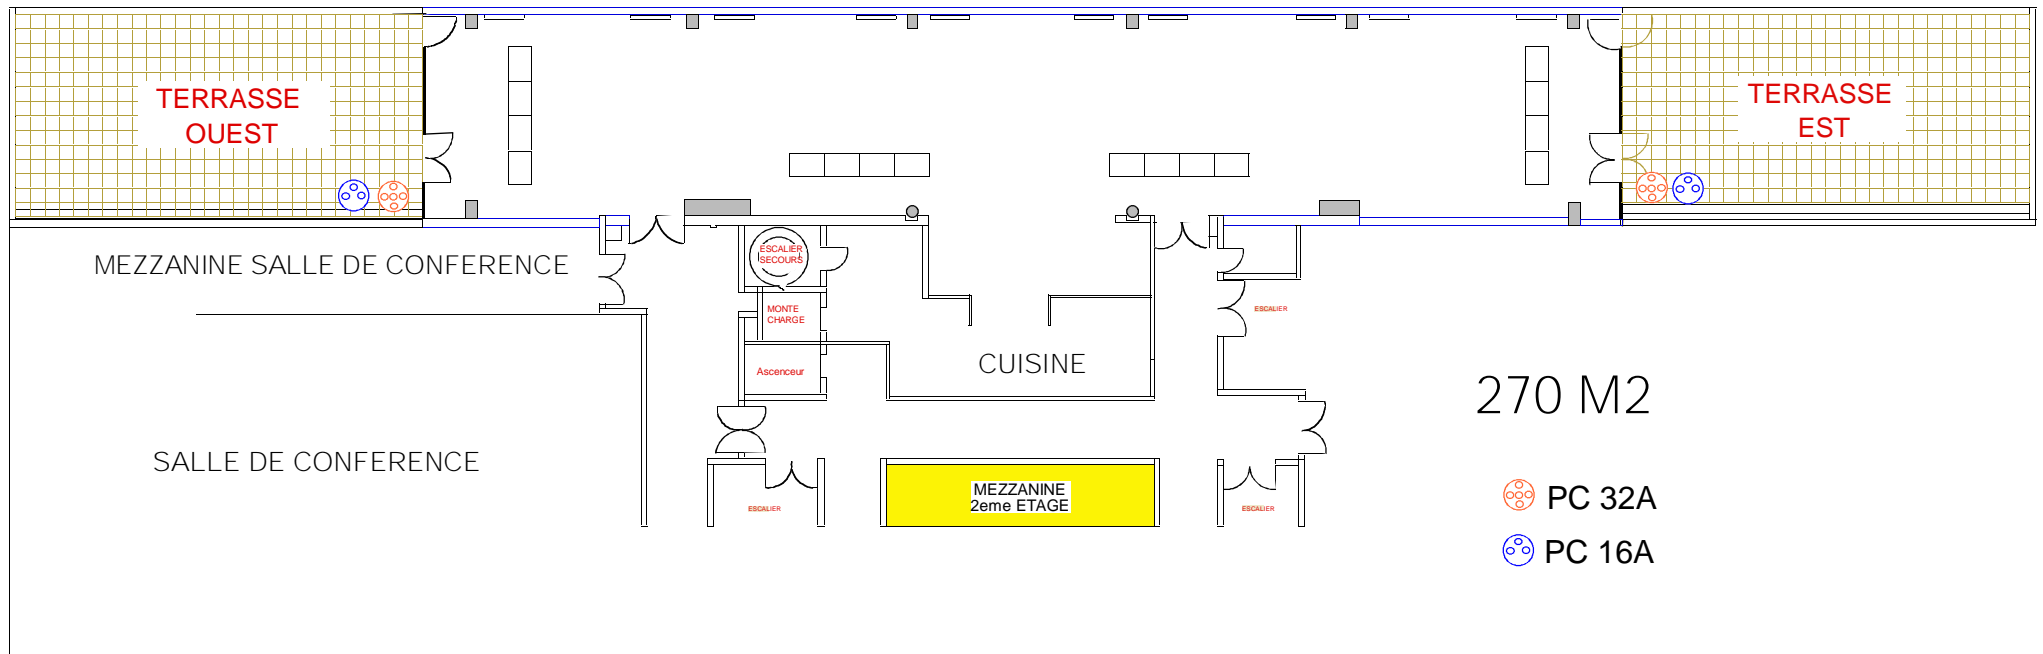 TERRASSE
OUEST
TERRASSE
EST
MEZZANINE SALLE DE CONFERENCE
ESCALIER
SECOURS
MONTE
CHARGE
ESCALIER
CUISINE
Ascenceur
270 M2
SALLE DE CONFERENCE
MEZZANINE
2eme ETAGE
ESCALIER
ESCALIER
PC 32A
PC 16A